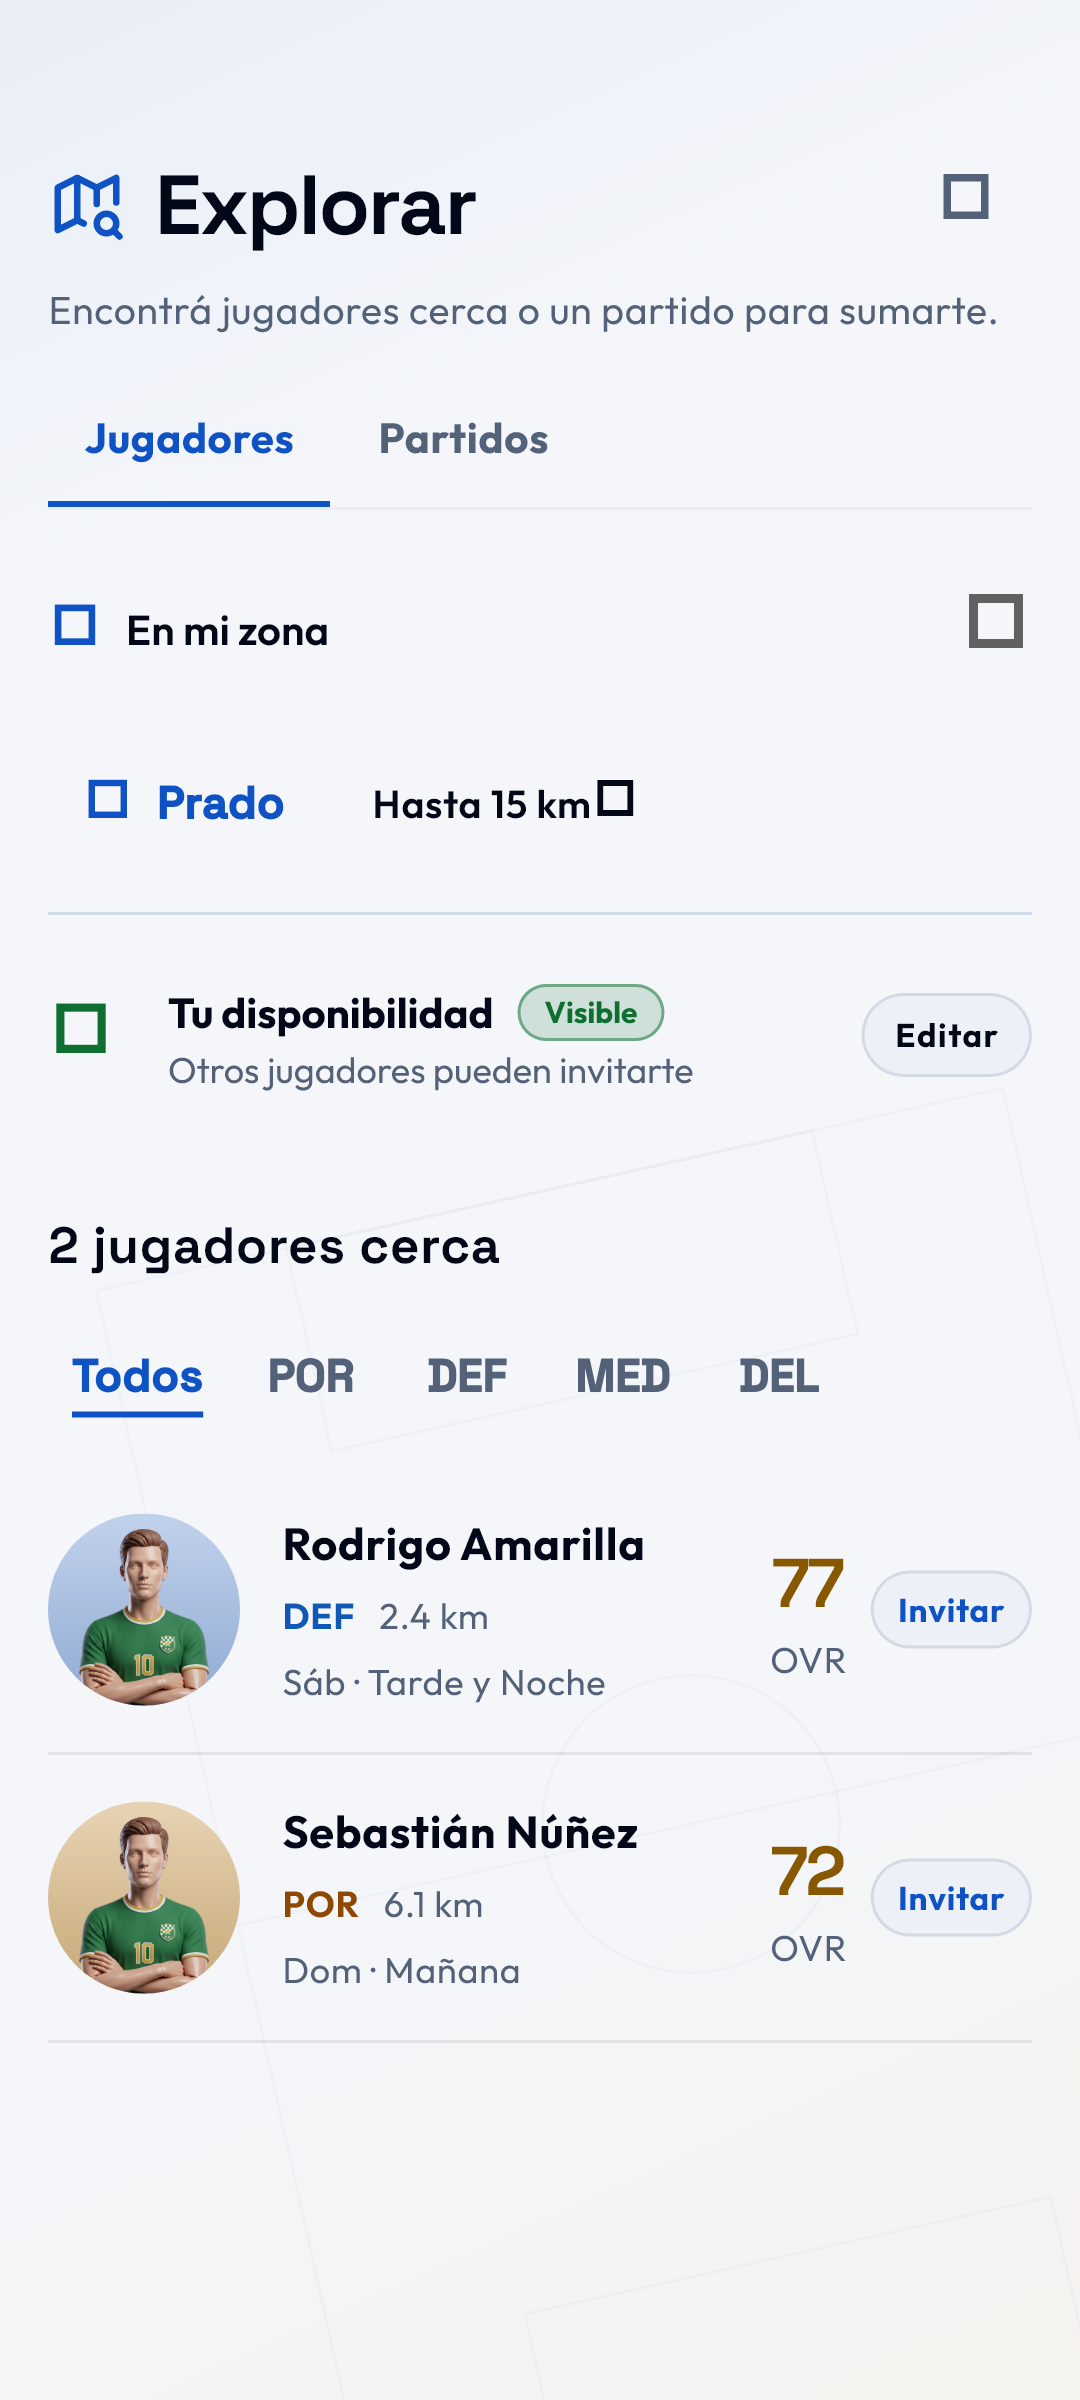 Explorar
Encontrá jugadores cerca o un partido para sumarte.
Jugadores Partidos
En mi zona
Prado Hasta 15 km
Tu disponibilidad Visible
Otros jugadores pueden invitarte
Editar
2 jugadores cerca
Todos POR DEF MED DEL
Rodrigo Amarilla
DEF 2.4 km
Sáb · Tarde y Noche
77
OVR
Invitar
10
Sebastián Núñez
POR 6.1 km
Dom · Mañana
72
OVR
Invitar
10